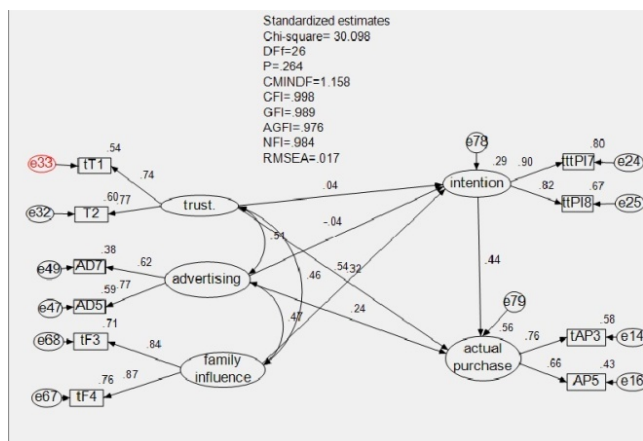 Standardized estimates
Chi-square= 30.098
DFf=26
P=.264
CMINDF=1.158
CFI=.998
GFI=.989
AGFI=.976
NFI=.984
RMSEA=.017
e78
.54
.80
e33
tT1
.29
.90
tttPI7
e24
.74
.04
intention
.60
.77
.82
.67
e32
T2
trust.
ttPI8
e25
-.04
.38
.51
e49
AD7
.62
.46
.54
.32
.44
advertising
.59
.77
e47
AD5
.24
e79
.71
.47
.56
.58
e68
tF3
.84
.76
tAP3
e14
family
influence
actual
purchase
.76
.87
.66
.43
e67
tF4
AP5
e16